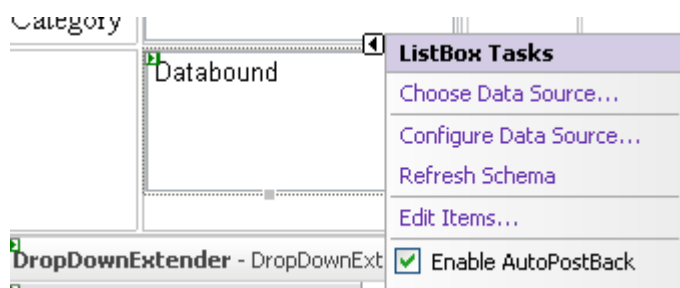 Category
Databound
ListBox Tasks
Choose Data Source...
Configure Data Source...
Refresh Schema
Edit Items...
Enable AutoPostBack
DropDownExtender - DropDownExt